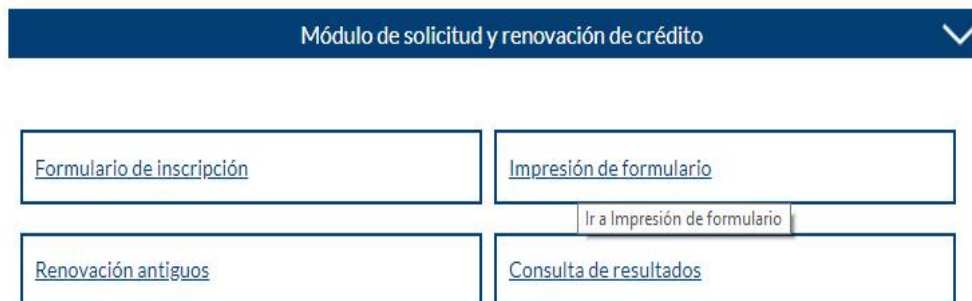 Módulo de solicitud y renovación de crédito
Formulario de inscripción
Impresión de formulario
Ir a Impresión de formulario
Renovación antiguos
Consulta de resultados